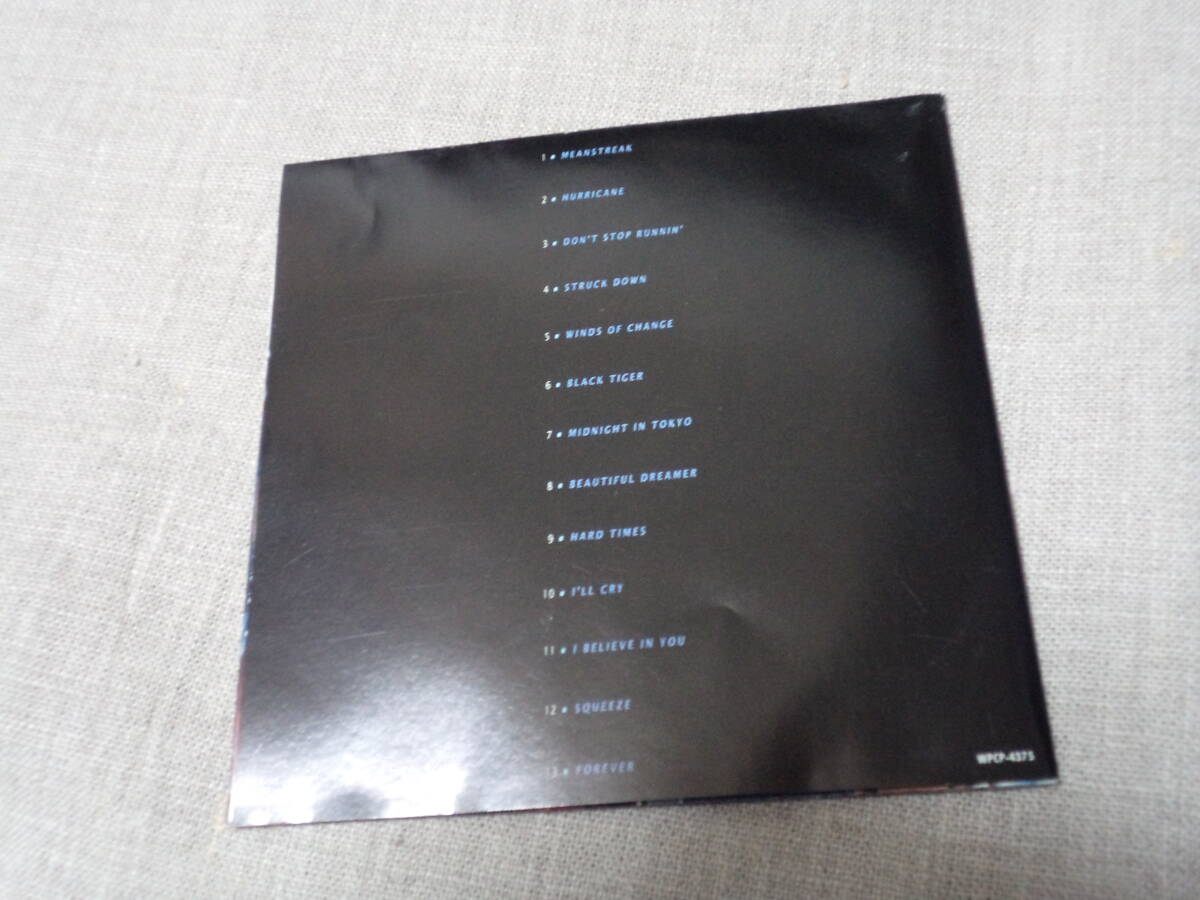 1 • MEANSTREAK
2 • HURRICANE
3 • DON'T STOP RUNNIN'
4 • STRUCK DOWN
5 • WINDS OF CHANGE
6 • BLACK TIGER
7 • MIDNIGHT IN TOKYO
8 • BEAUTIFUL DREAMER
9 • HARD TIMES
10 • I'LL CRY
11 • I BELIEVE IN YOU
12 • SQUEEZE
13 • FOREVER
WPCP-4375